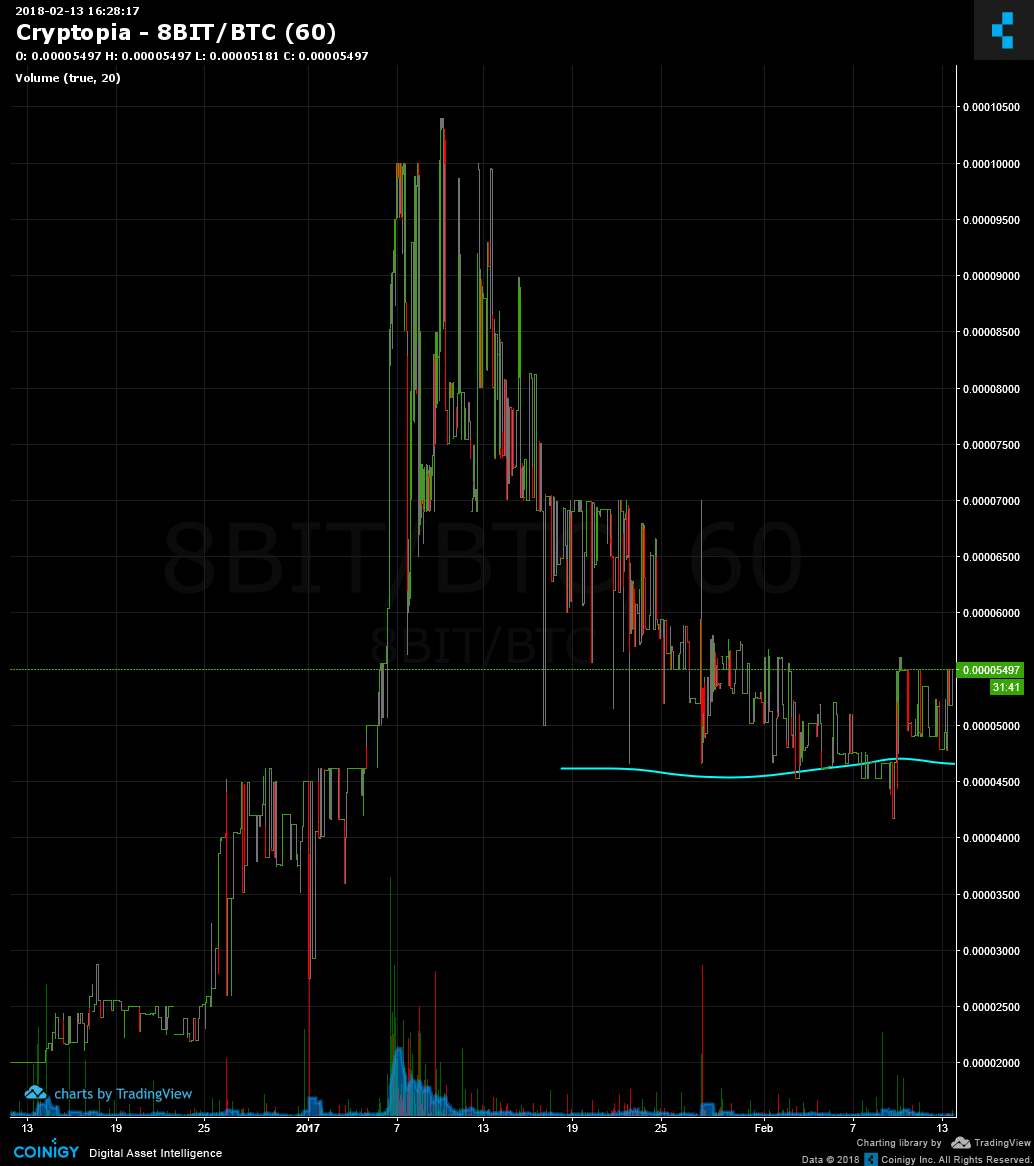 2018-02-13 16:28:17
Cryptopia - 8BIT/BTC (60)
O: 0.00005497 H: 0.00005497 L: 0.00005181 C: 0.00005497
Volume (true, 20)
0.00010500
0.00010000
0.00009500
0.00009000
0.00008500
0.00008000
0.00007500
0.00007000
8BIT/BTC, 60
0.00006500
0.00006000
8BIT/BTC
0.00005497
31:41
0.00005000
0.00004500
0.00004000
0.00003500
0.00003000
0.00002500
0.00002000
charts by TradingView
13 19 25 2017 7 13 19 25 Feb 7 13
COINIGY Digital Asset Intelligence
Charting library by TradingView
Data © 2018 Coinigy Inc. All Rights Reserved.